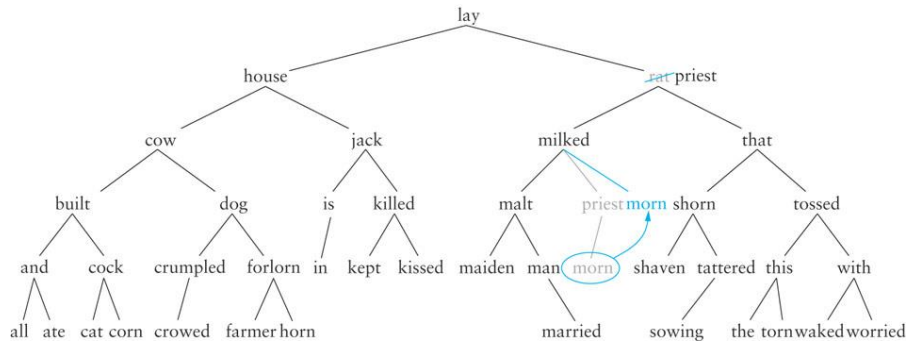 lay
house rat priest
cow jack milked that
built dog is killed malt priest morn shorn tossed
and cock crumpled forlorn in kept kissed maiden man morn shaven tattered this with
all ate cat corn crowed farmer horn married sowing the torn waked worried